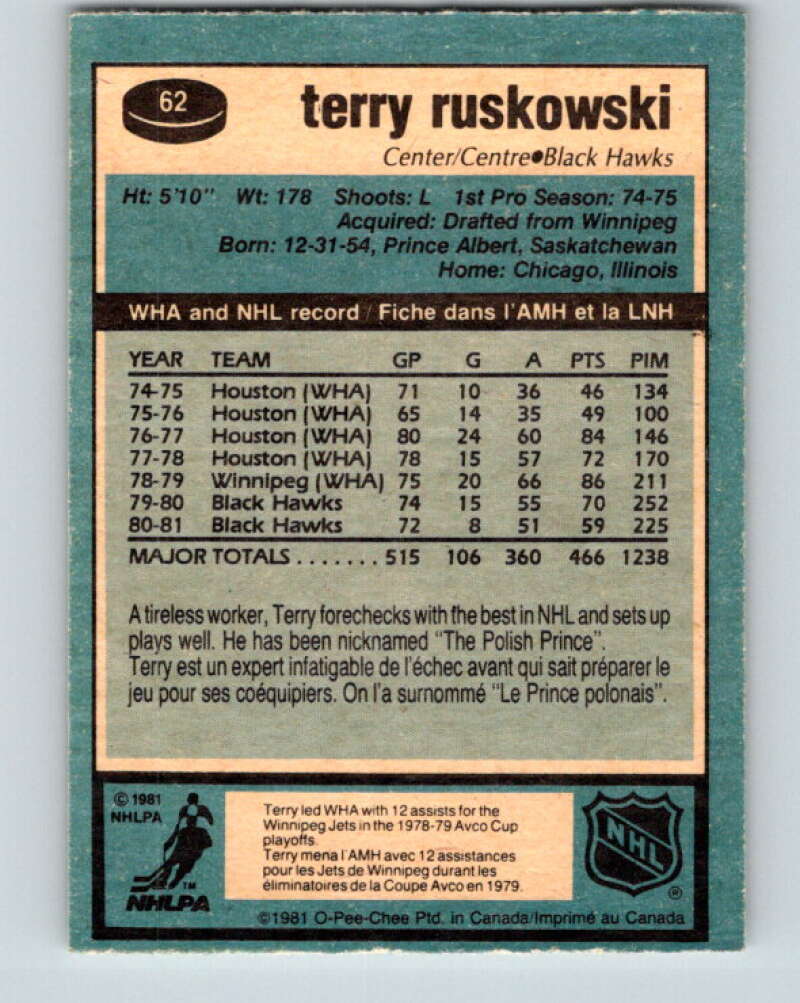 62
terry ruskowski
Center/Centre●Black Hawks
Ht: 5'10" Wt: 178 Shoots: L 1st Pro Season: 74-75
Acquired: Drafted from Winnipeg
Born: 12-31-54, Prince Albert, Saskatchewan
Home: Chicago, Illinois
WHA and NHL record / Fiche dans l'AMH et la LNH
YEAR TEAM GP G A PTS PIM
74-75 Houston (WHA) 71 10 36 46 134
75-76 Houston (WHA) 65 14 35 49 100
76-77 Houston (WHA) 80 24 60 84 146
77-78 Houston (WHA) 78 15 57 72 170
78-79 Winnipeg (WHA) 75 20 66 86 211
79-80 Black Hawks 74 15 55 70 252
80-81 Black Hawks 72 8 51 59 225
MAJOR TOTALS ....... 515 106 360 466 1238
A tireless worker, Terry forechecks with the best in NHL and sets up
plays well. He has been nicknamed "The Polish Prince".
Terry est un expert infatigable de l'échec avant qui sait préparer le
jeu pour ses coéquipiers. On l'a surnommé "Le Prince polonais".
© 1981
NHLPA
TM
NHLPA
Terry led WHA with 12 assists for the
Winnipeg Jets in the 1978-79 Avco Cup
playoffs.
Terry mena l'AMH avec 12 assistances
pour les Jets de Winnipeg durant les
éliminatoires de la Coupe Avco en 1979.
NHL
®
©1981 O-Pee-Chee Ptd. in Canada/Imprimé au Canada